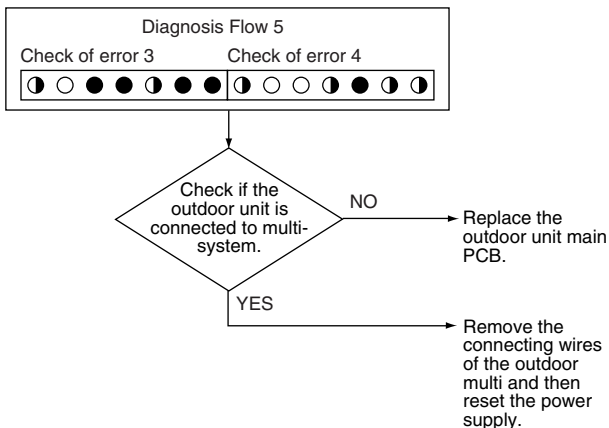 Diagnosis Flow 5
Check of error 3
Check of error 4
Check if the
outdoor unit is
connected to multi-
system.
NO
Replace the
outdoor unit main
PCB.
YES
Remove the
connecting wires
of the outdoor
multi and then
reset the power
supply.